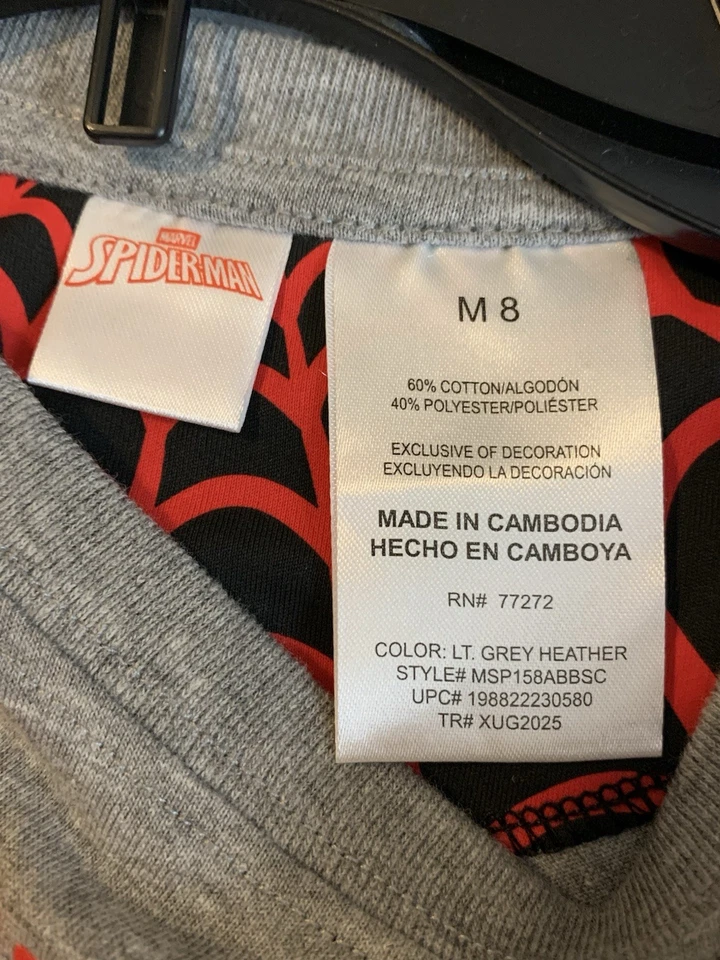 MARVEL
SPIDER-MAN
M 8
60% COTTON/ALGODÓN
40% POLYESTER/POLIÉSTER
EXCLUSIVE OF DECORATION
EXCLUYENDO LA DECORACIÓN
MADE IN CAMBODIA
HECHO EN CAMBOYA
RN# 77272
COLOR: LT. GREY HEATHER
STYLE# MSP158ABBSC
UPC# 198822230580
TR# XUG2025